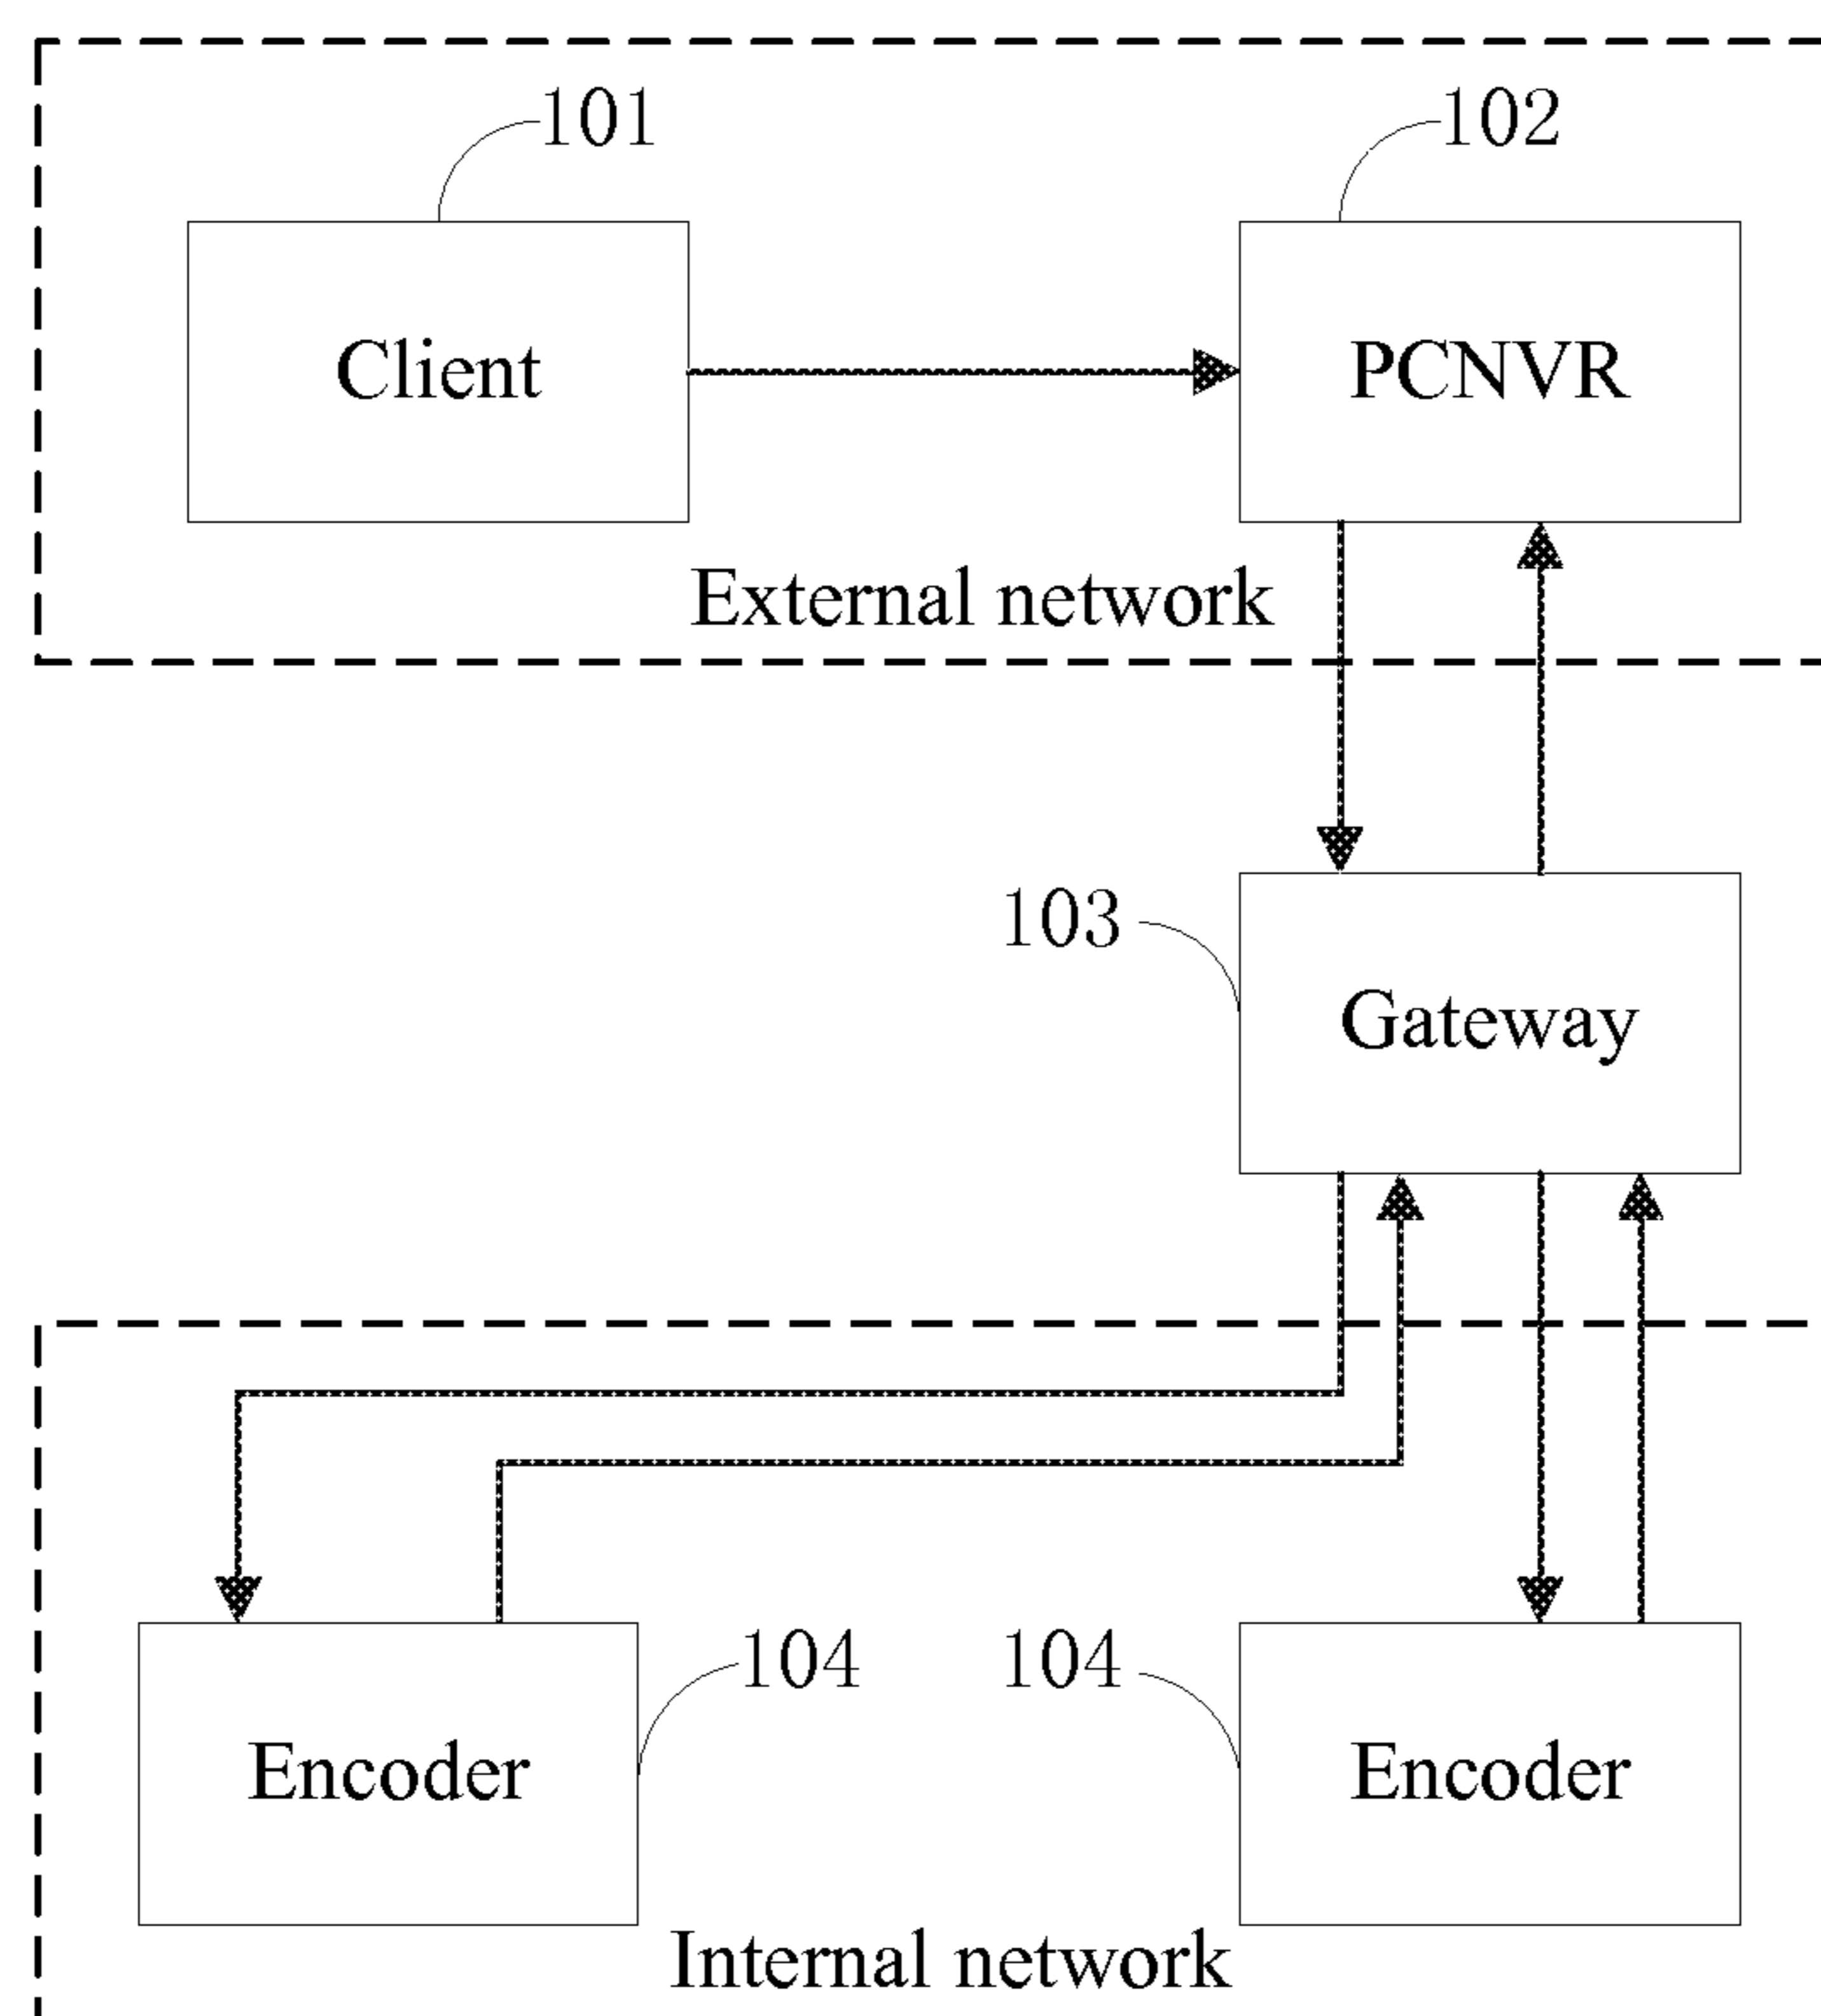 101
102
Client
PCNVR
External network
103
Gateway
104
104
Encoder
Encoder
Internal network